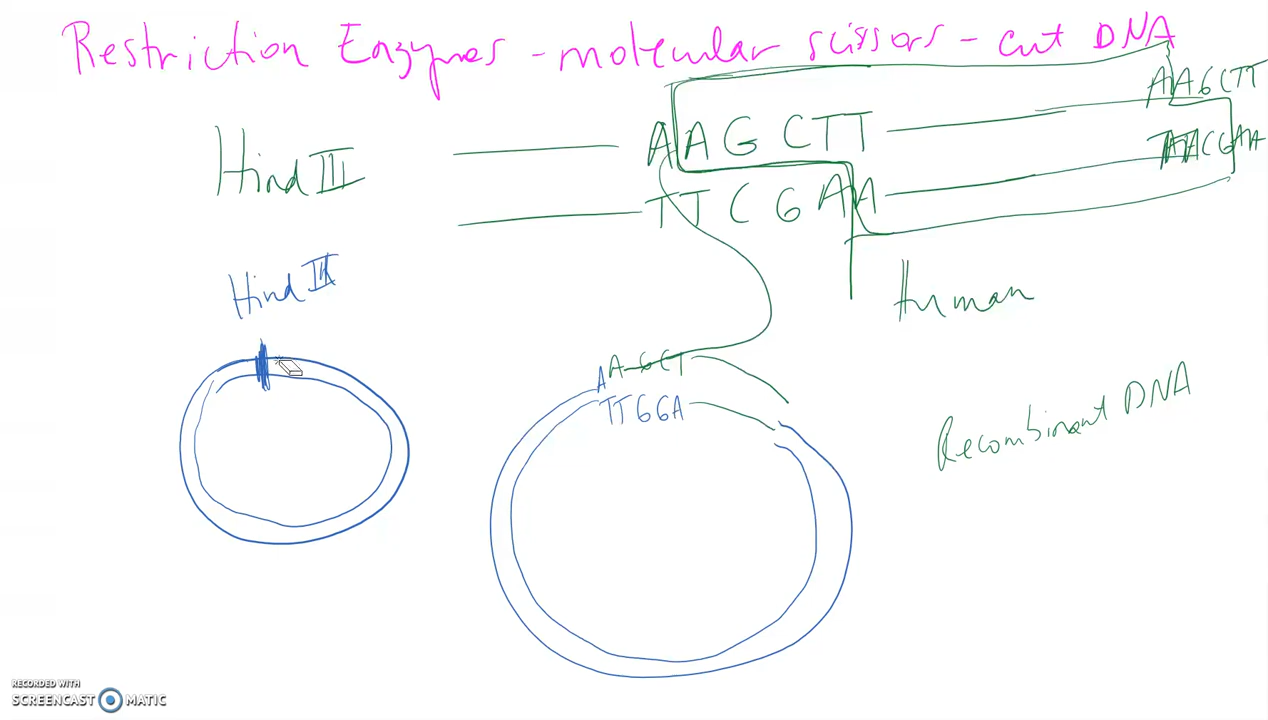 Restriction Enzymes - molecular scissors - cut DNA
AAGCTT
AAGCTT
Hind III
TTCGAA
Hind III
Human
AAGCT
TTGGA
Recombinant DNA
RECORDED WITH
SCREENCAST MATIC